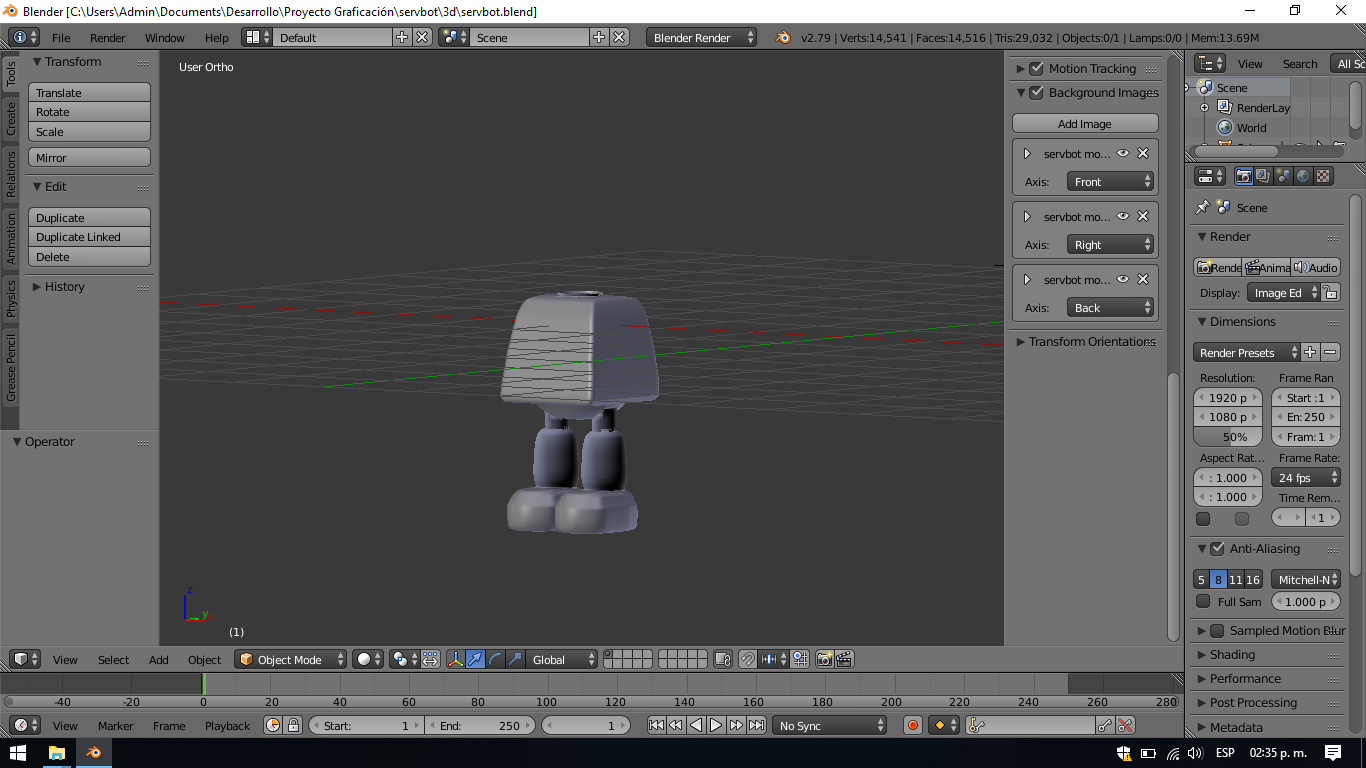 Blender [C:\Users\Admin\Documents\Desarrollo\Proyecto Graficación\servbot\3d\servbot.blend]
File Render Window Help Default Scene Blender Render v2.79 | Verts:14,541 | Faces:14,516 | Tris:29,032 | Objects:0/1 | Lamps:0/0 | Mem:13.69M
Tools
Create
Relations
Animation
Physics
Grease Pencil
Transform
Translate
Rotate
Scale
Mirror
Edit
Duplicate
Duplicate Linked
Delete
History
Operator
User Ortho
z
y
x
(1)
Motion Tracking
Background Images
Add Image
servbot mo...
Axis: Front
servbot mo...
Axis: Right
servbot mo...
Axis: Back
Transform Orientations
View Search All Sc
Scene
RenderLay
World
Scene
Render
Rende Anima Audio
Display: Image Ed
Dimensions
Render Presets
Resolution: Frame Ran
1920 p Start :1
1080 p En: 250
50% Fram: 1
Aspect Rat... Frame Rate:
: 1.000 24 fps
: 1.000 Time Rem...
1
Anti-Aliasing
5 8 11 16 Mitchell-N
Full Sam 1.000 p
Sampled Motion Blur
Shading
Performance
Post Processing
Metadata
View Select Add Object Object Mode Global
-40 -20 0 20 40 60 80 100 120 140 160 180 200 220 240 260 280
View Marker Frame Playback Start: 1 End: 250 1 No Sync
ESP 02:35 p. m.